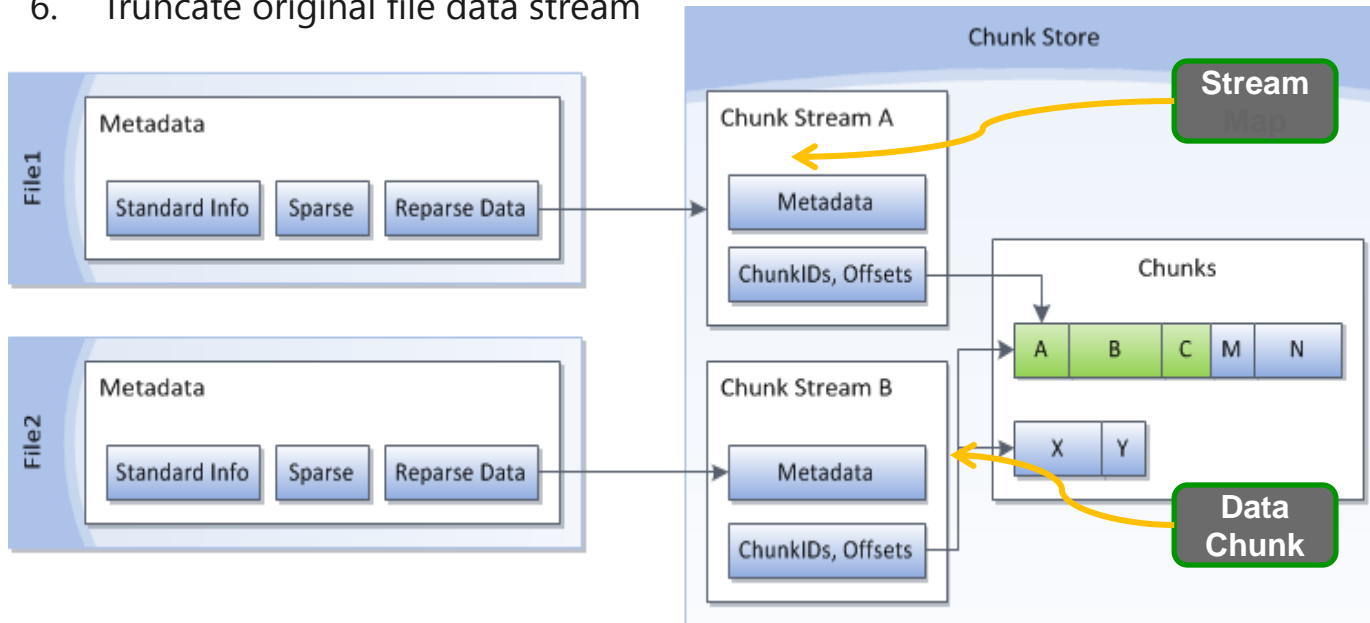 6. Truncate original file data stream
Chunk Store
Stream
Map
File1
Metadata
Standard Info
Sparse
Reparse Data
Chunk Stream A
Metadata
ChunkIDs, Offsets
Chunks
A B C M N
X Y
File2
Metadata
Standard Info
Sparse
Reparse Data
Chunk Stream B
Metadata
ChunkIDs, Offsets
Data
Chunk